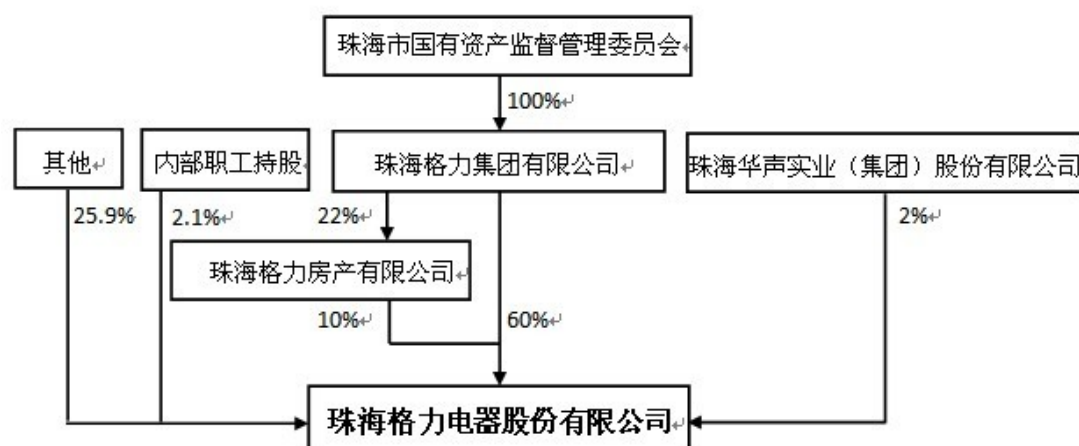 珠海市国有资产监督管理委员会
100%
其他
内部职工持股
珠海格力集团有限公司
珠海华声实业（集团）股份有限公司
25.9%
2.1%
22%
2%
珠海格力房产有限公司
10%
60%
珠海格力电器股份有限公司